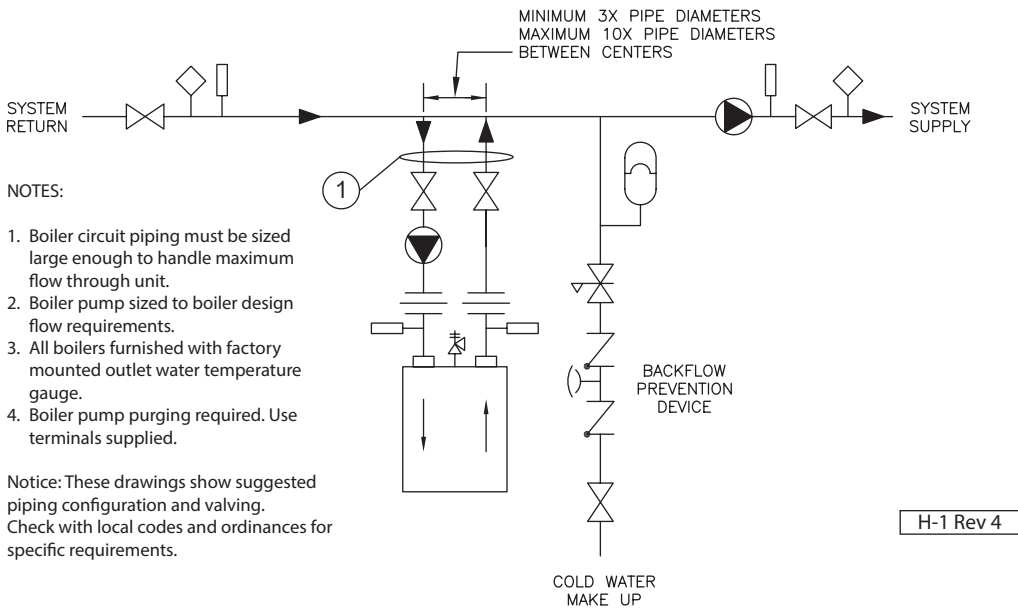 MINIMUM 3X PIPE DIAMETERS
MAXIMUM 10X PIPE DIAMETERS
BETWEEN CENTERS
SYSTEM
RETURN
SYSTEM
SUPPLY
1
NOTES:
1. Boiler circuit piping must be sized
large enough to handle maximum
flow through unit.
2. Boiler pump sized to boiler design
flow requirements.
3. All boilers furnished with factory
mounted outlet water temperature
gauge.
4. Boiler pump purging required. Use
terminals supplied.
Notice: These drawings show suggested
piping configuration and valving.
Check with local codes and ordinances for
specific requirements.
BACKFLOW
PREVENTION
DEVICE
H-1 Rev 4
COLD WATER
MAKE UP